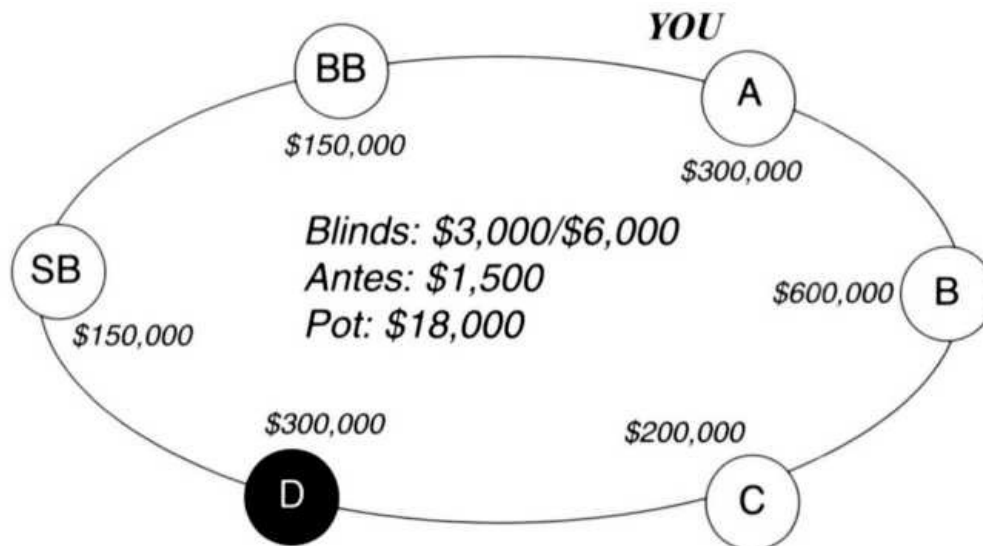 YOU
BB
A
$150,000
$300,000
Blinds: $3,000/$6,000
SB
Antes: $1,500
B
$600,000
Pot: $18,000
$150,000
$300,000
$200,000
D
C